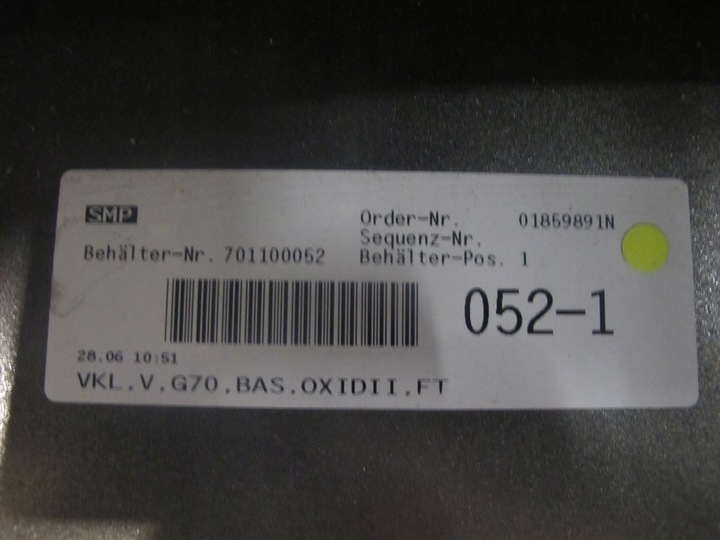 SMP
Order-Nr. 01859891N
Sequenz-Nr.
Behälter-Nr. 701100052 Behälter-Pos. 1
052-1
28.06 10:51
VKL.V.G70.BAS.OXIDII.FT